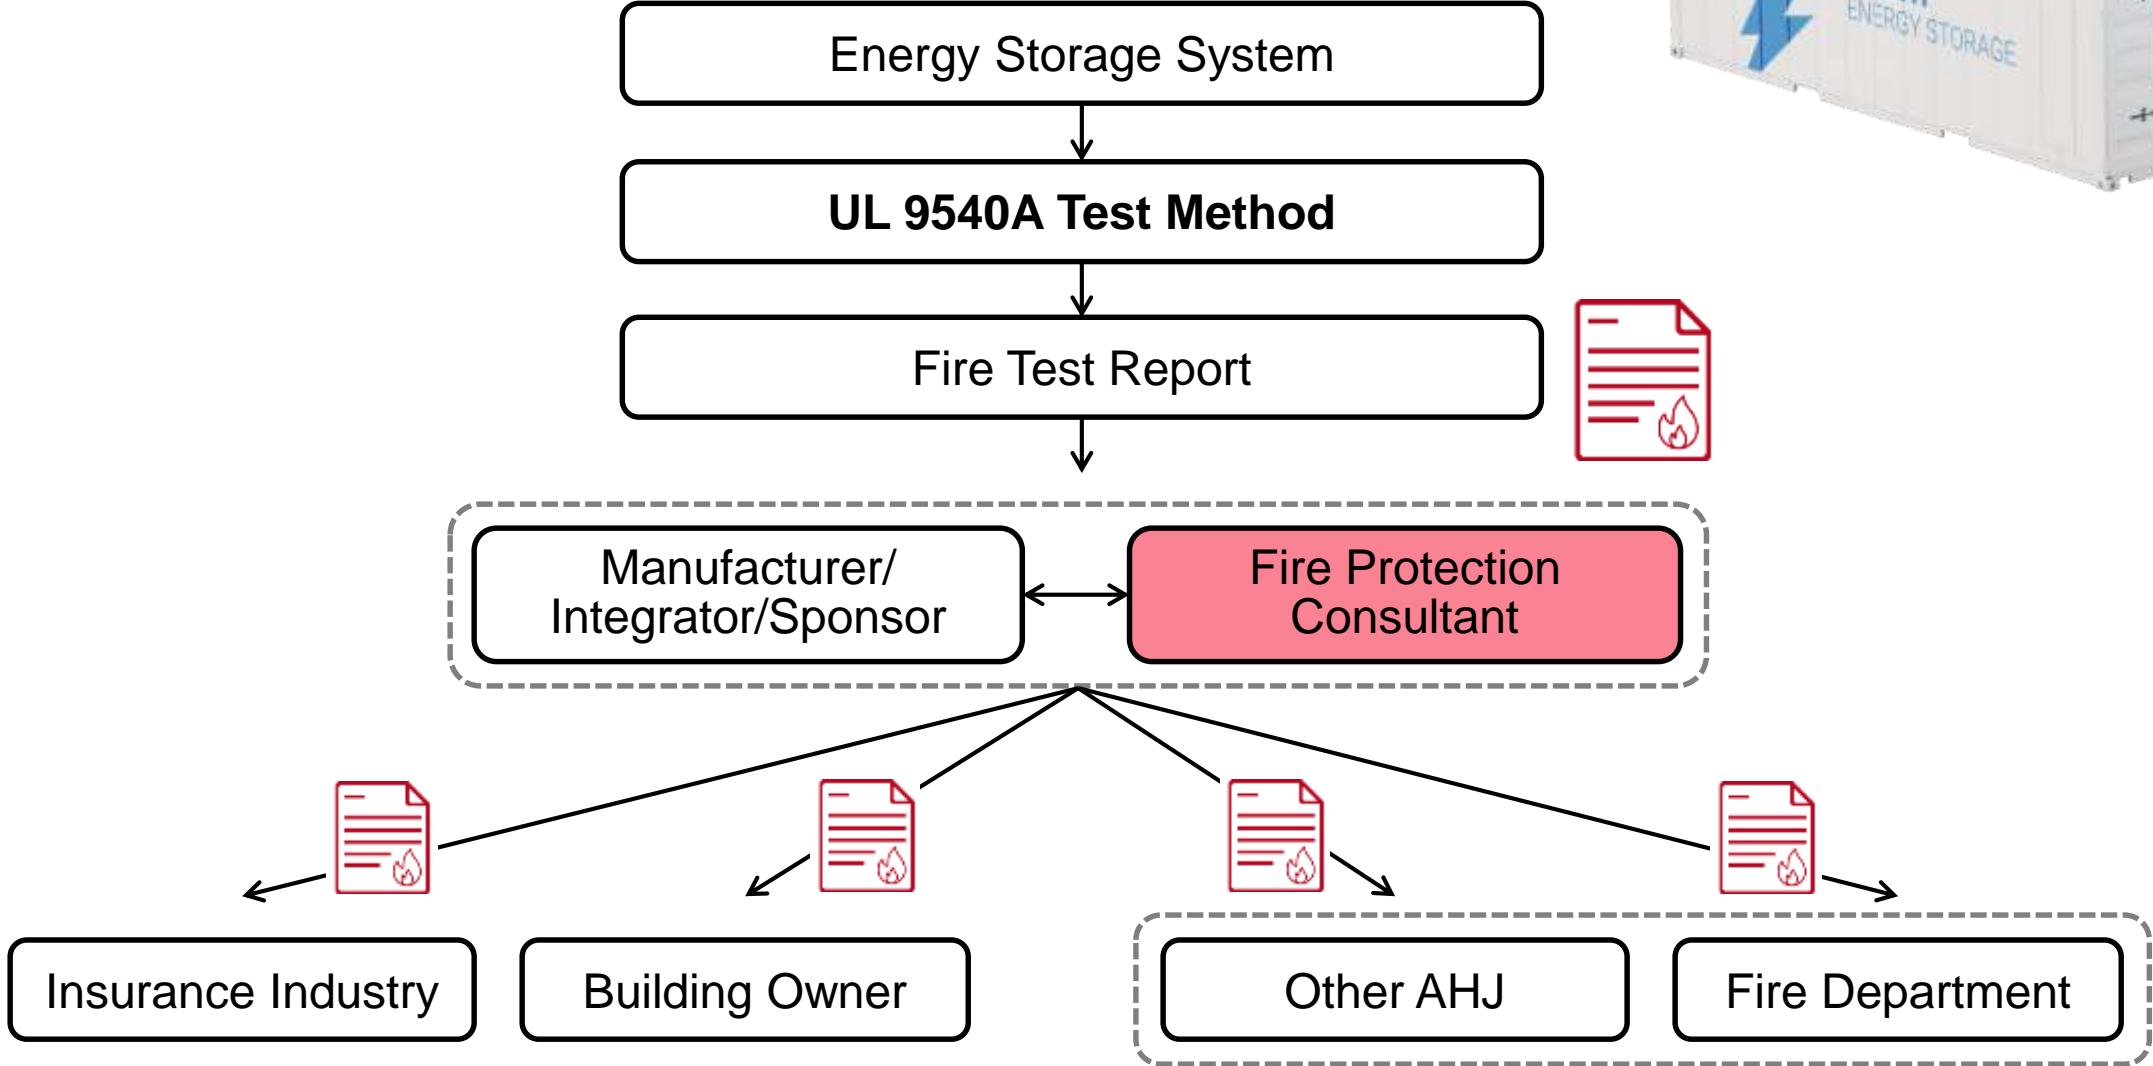 ENERGY STORAGE
Energy Storage System
UL 9540A Test Method
Fire Test Report
Manufacturer/
Integrator/Sponsor
Fire Protection
Consultant
Insurance Industry
Building Owner
Other AHJ
Fire Department